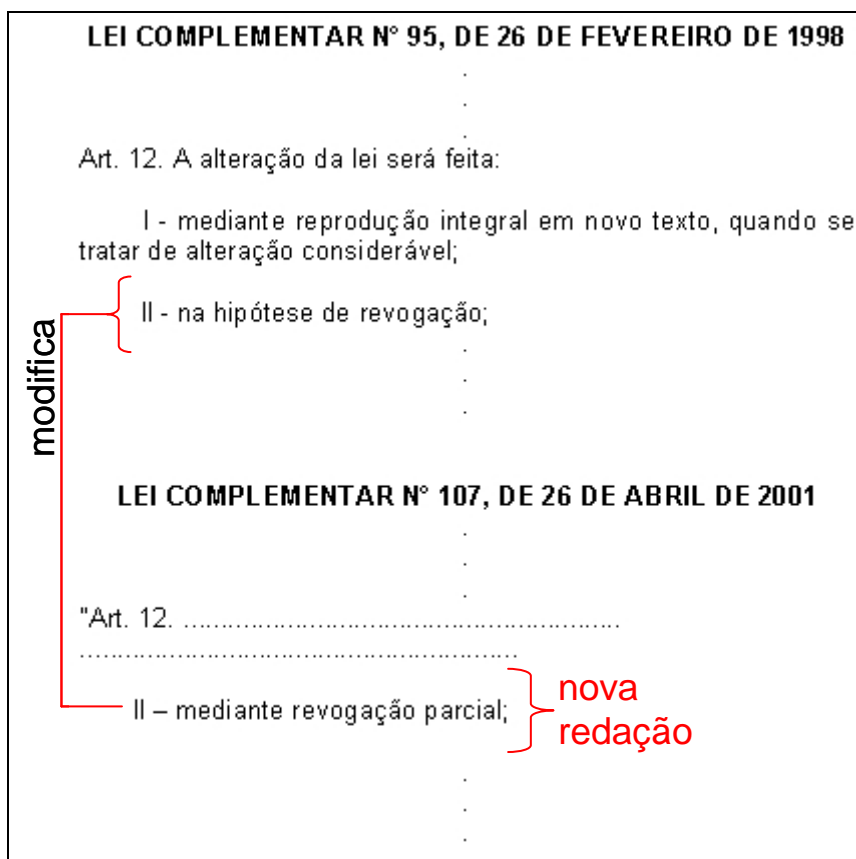 LEI COMPLEMENTAR N° 95, DE 26 DE FEVEREIRO DE 1998
.
.
.
Art. 12. A alteração da lei será feita:
I - mediante reprodução integral em novo texto, quando se
tratar de alteração considerável;
II - na hipótese de revogação;
.
.
.
modifica
LEI COMPLEMENTAR N° 107, DE 26 DE ABRIL DE 2001
.
.
.
"Art. 12. ............................................................
............................................................
II – mediante revogação parcial;
nova
redação
.
.
.